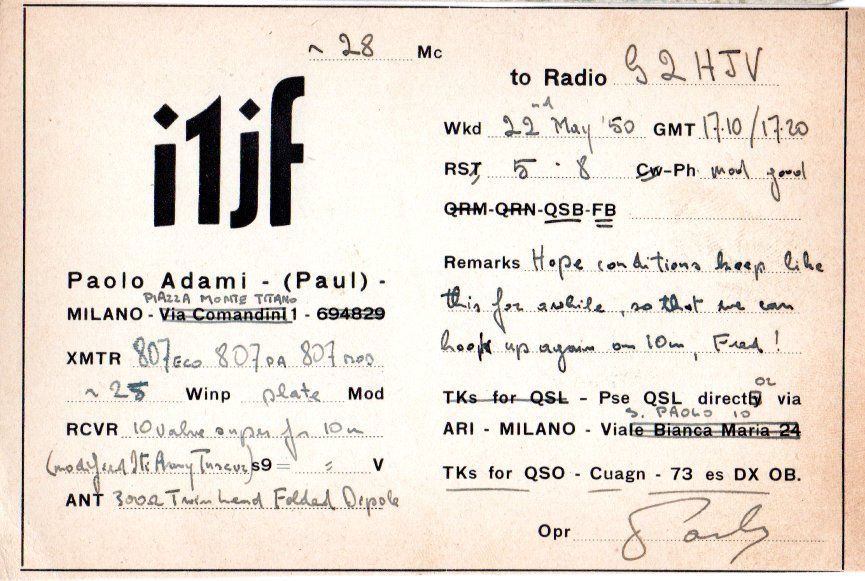 ~ 28 Mc
i1jf
Paolo Adami - (Paul) -
PIAZZA MONTE TITANO
MILANO - Via Comandini 1 - 694829
XMTR 807 ECO 807 PA 807 MOD
~ 25 Winp plate Mod
RCVR 10 valve super for 10m
(modified Ital Army) s9 = = V
ANT 300Ω Twin Lead Folded Dipole
to Radio G2HJV
Wkd 22nd May '50 GMT 17.10/17.20
RST 5 · 8 Cw-Ph mod good
QRM-QRN-QSB-FB
Remarks Hope conditions keep like
this for awhile, so that we can
hook up again on 10m, Fred!
TKs for QSL - Pse QSL directly or via
S. PAOLO 10
ARI - MILANO - Viale Bianca Maria 24
TKs for QSO - Cuagn - 73 es DX OB.
Opr Paolo